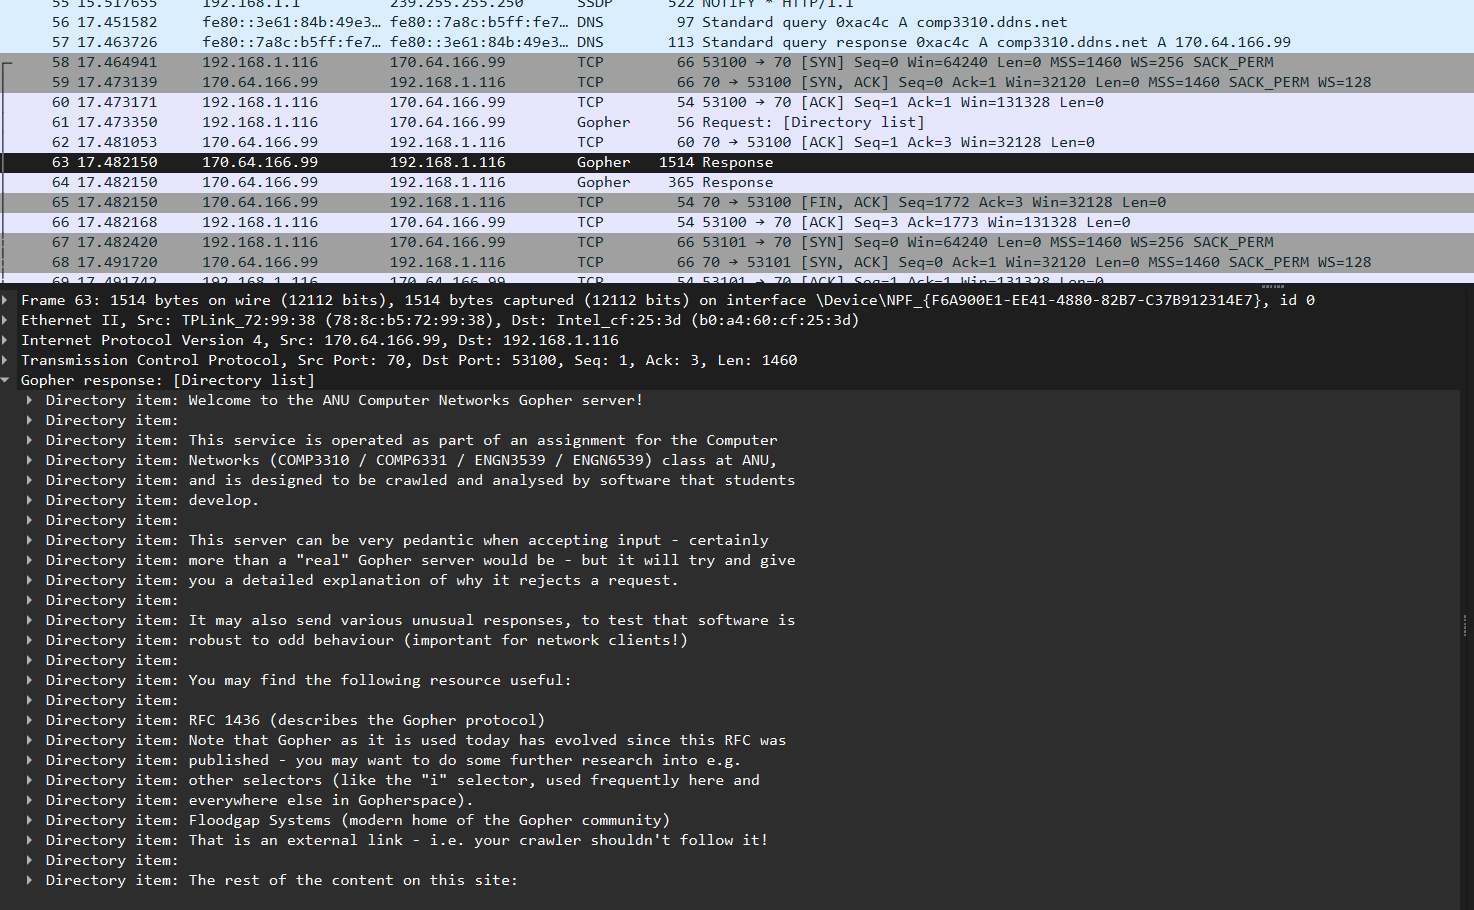 55 15.517655 192.168.1.1 239.255.255.250 SSDP 522 NOTIFY * HTTP/1.1
56 17.451582 fe80::3e61:84b:49e3… fe80::7a8c:b5ff:fe7… DNS 97 Standard query 0xac4c A comp3310.ddns.net
57 17.463726 fe80::7a8c:b5ff:fe7… fe80::3e61:84b:49e3… DNS 113 Standard query response 0xac4c A comp3310.ddns.net A 170.64.166.99
58 17.464941 192.168.1.116 170.64.166.99 TCP 66 53100 → 70 [SYN] Seq=0 Win=64240 Len=0 MSS=1460 WS=256 SACK_PERM
59 17.473139 170.64.166.99 192.168.1.116 TCP 66 70 → 53100 [SYN, ACK] Seq=0 Ack=1 Win=32120 Len=0 MSS=1460 SACK_PERM WS=128
60 17.473171 192.168.1.116 170.64.166.99 TCP 54 53100 → 70 [ACK] Seq=1 Ack=1 Win=131328 Len=0
61 17.473350 192.168.1.116 170.64.166.99 Gopher 56 Request: [Directory list]
62 17.481053 170.64.166.99 192.168.1.116 TCP 60 70 → 53100 [ACK] Seq=1 Ack=3 Win=32128 Len=0
63 17.482150 170.64.166.99 192.168.1.116 Gopher 1514 Response
64 17.482150 170.64.166.99 192.168.1.116 Gopher 365 Response
65 17.482150 170.64.166.99 192.168.1.116 TCP 54 70 → 53100 [FIN, ACK] Seq=1772 Ack=3 Win=32128 Len=0
66 17.482168 192.168.1.116 170.64.166.99 TCP 54 53100 → 70 [ACK] Seq=3 Ack=1773 Win=131328 Len=0
67 17.482420 192.168.1.116 170.64.166.99 TCP 66 53101 → 70 [SYN] Seq=0 Win=64240 Len=0 MSS=1460 WS=256 SACK_PERM
68 17.491720 170.64.166.99 192.168.1.116 TCP 66 70 → 53101 [SYN, ACK] Seq=0 Ack=1 Win=32120 Len=0 MSS=1460 SACK_PERM WS=128
69 17.491742 192.168.1.116 170.64.166.99 TCP 54 53101 → 70 [ACK] Seq=1 Ack=1 Win=131328 Len=0
Frame 63: 1514 bytes on wire (12112 bits), 1514 bytes captured (12112 bits) on interface \Device\NPF_{F6A900E1-EE41-4880-82B7-C37B912314E7}, id 0
Ethernet II, Src: TPLink_72:99:38 (78:8c:b5:72:99:38), Dst: Intel_cf:25:3d (b0:a4:60:cf:25:3d)
Internet Protocol Version 4, Src: 170.64.166.99, Dst: 192.168.1.116
Transmission Control Protocol, Src Port: 70, Dst Port: 53100, Seq: 1, Ack: 3, Len: 1460
Gopher response: [Directory list]
Directory item: Welcome to the ANU Computer Networks Gopher server!
Directory item:
Directory item: This service is operated as part of an assignment for the Computer
Directory item: Networks (COMP3310 / COMP6331 / ENGN3539 / ENGN6539) class at ANU,
Directory item: and is designed to be crawled and analysed by software that students
Directory item: develop.
Directory item:
Directory item: This server can be very pedantic when accepting input - certainly
Directory item: more than a "real" Gopher server would be - but it will try and give
Directory item: you a detailed explanation of why it rejects a request.
Directory item:
Directory item: It may also send various unusual responses, to test that software is
Directory item: robust to odd behaviour (important for network clients!)
Directory item:
Directory item: You may find the following resource useful:
Directory item:
Directory item: RFC 1436 (describes the Gopher protocol)
Directory item: Note that Gopher as it is used today has evolved since this RFC was
Directory item: published - you may want to do some further research into e.g.
Directory item: other selectors (like the "i" selector, used frequently here and
Directory item: everywhere else in Gopherspace).
Directory item: Floodgap Systems (modern home of the Gopher community)
Directory item: That is an external link - i.e. your crawler shouldn't follow it!
Directory item:
Directory item: The rest of the content on this site: